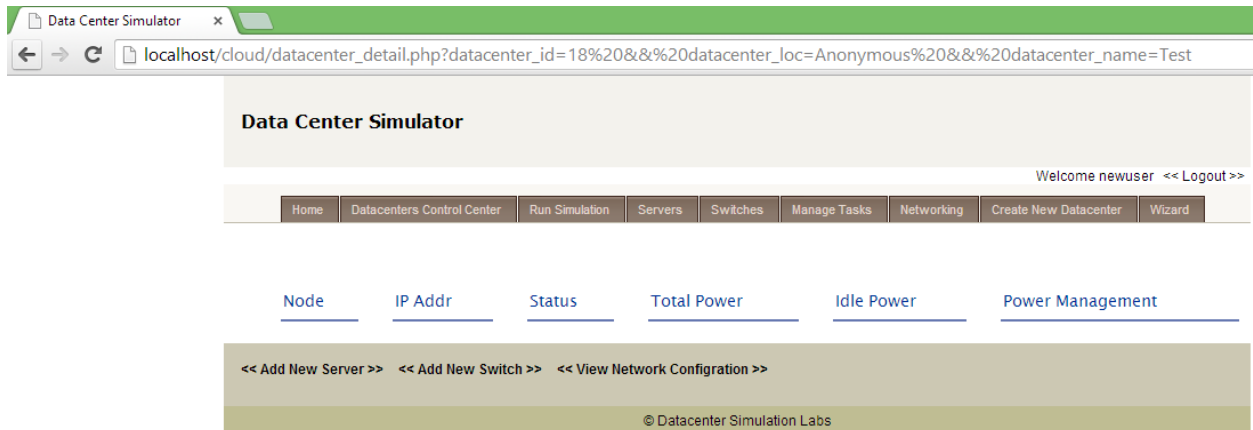 Data Center Simulator ×
localhost/cloud/datacenter_detail.php?datacenter_id=18%20&&%20datacenter_loc=Anonymous%20&&%20datacenter_name=Test
Data Center Simulator
Welcome newuser << Logout >>
Home Datacenters Control Center Run Simulation Servers Switches Manage Tasks Networking Create New Datacenter Wizard
Node IP Addr Status Total Power Idle Power Power Management
<< Add New Server >> << Add New Switch >> << View Network Configration >>
© Datacenter Simulation Labs